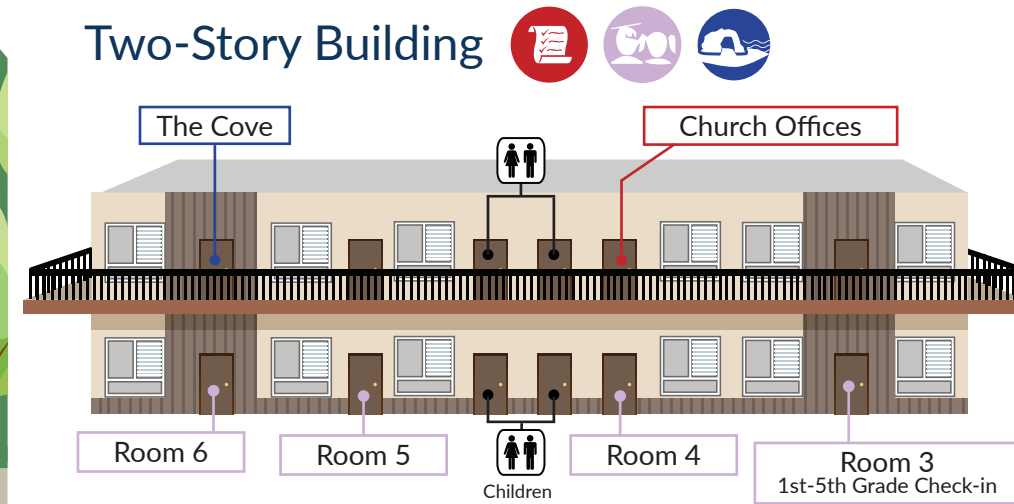 Two-Story Building
The Cove
Church Offices
Room 6
Room 5
Room 4
Room 3
1st-5th Grade Check-in
Children